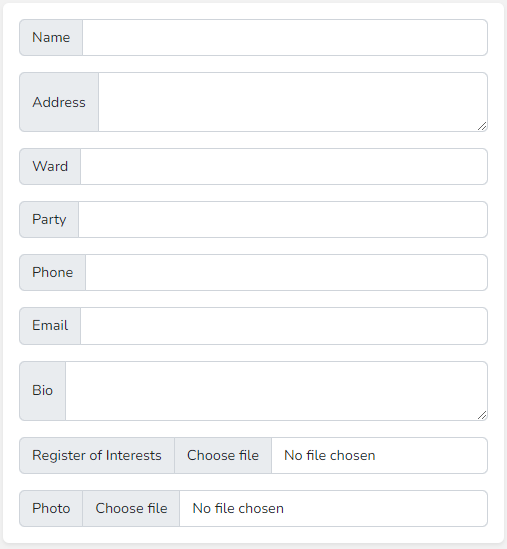 Name
Address
Ward
Party
Phone
Email
Bio
Register of Interests Choose file No file chosen
Photo Choose file No file chosen